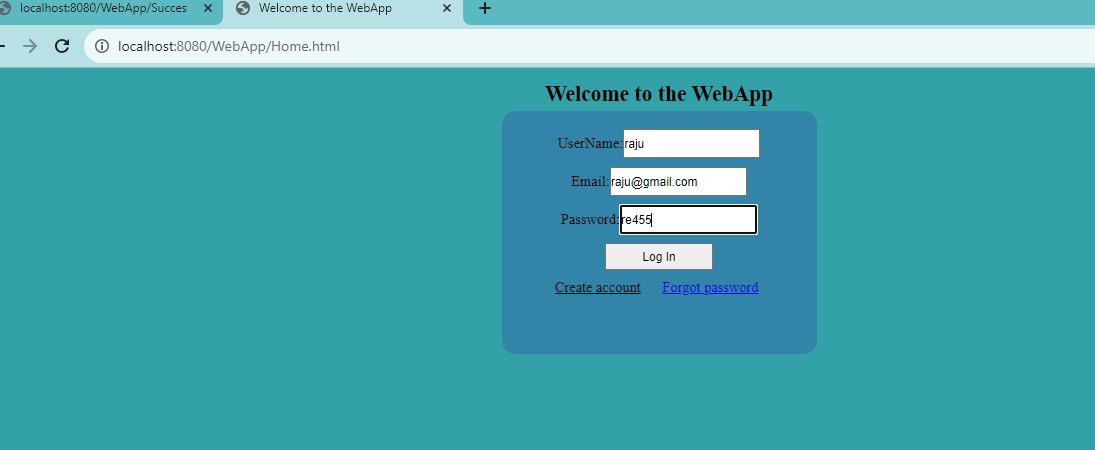 localhost:8080/WebApp/Succes
Welcome to the WebApp
localhost:8080/WebApp/Home.html
Welcome to the WebApp
UserName:raju
Email:raju@gmail.com
Password:re455
Log In
Create account Forgot password